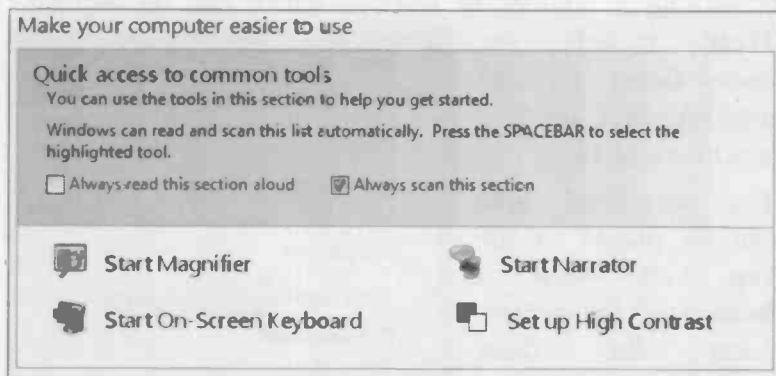 Make your computer easier to use
Quick access to common tools
You can use the tools in this section to help you get started.
Windows can read and scan this list automatically. Press the SPACEBAR to select the
highlighted tool.
Always read this section aloud Always scan this section
Start Magnifier Start Narrator
Start On-Screen Keyboard Set up High Contrast